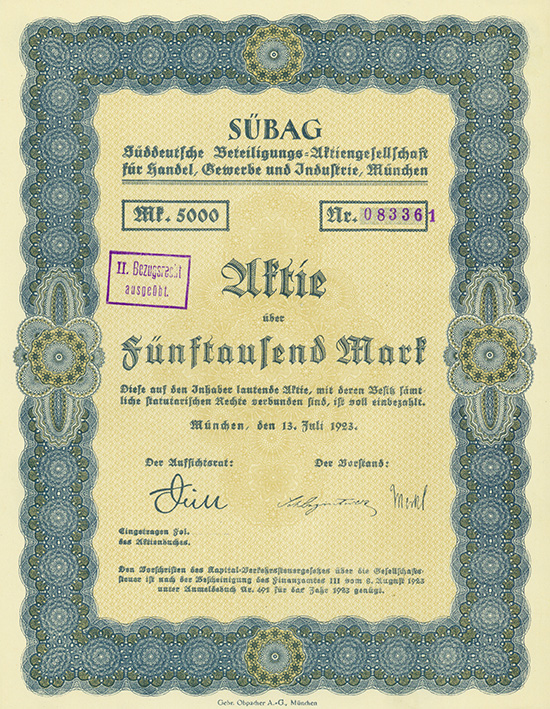 SÜBAG
Süddeutsche Beteiligungs-Aktiengesellschaft
für Handel, Gewerbe und Industrie, München
Mk. 5000
Nr. 083361
II. Bezugsrecht
ausgeübt.
Aktie
über
Fünftausend Mark
Diese auf den Inhaber lautende Aktie, mit deren Besitz sämt-
liche statutarischen Rechte verbunden sind, ist voll einbezahlt.
München, den 13. Juli 1923.
Der Aufsichtsrat:
Der Vorstand:
Eingetragen Fol.
des Aktienbuches.
Den Vorschriften des Kapital-Verkehrssteuergesetzes über die Gesellschafts-
steuer ist nach der Bescheinigung des Finanzamtes III vom 6. August 1923
unter Anmeldebuch Nr. 491 für das Jahr 1923 genügt.
Gebr. Obpacher A.-G., München